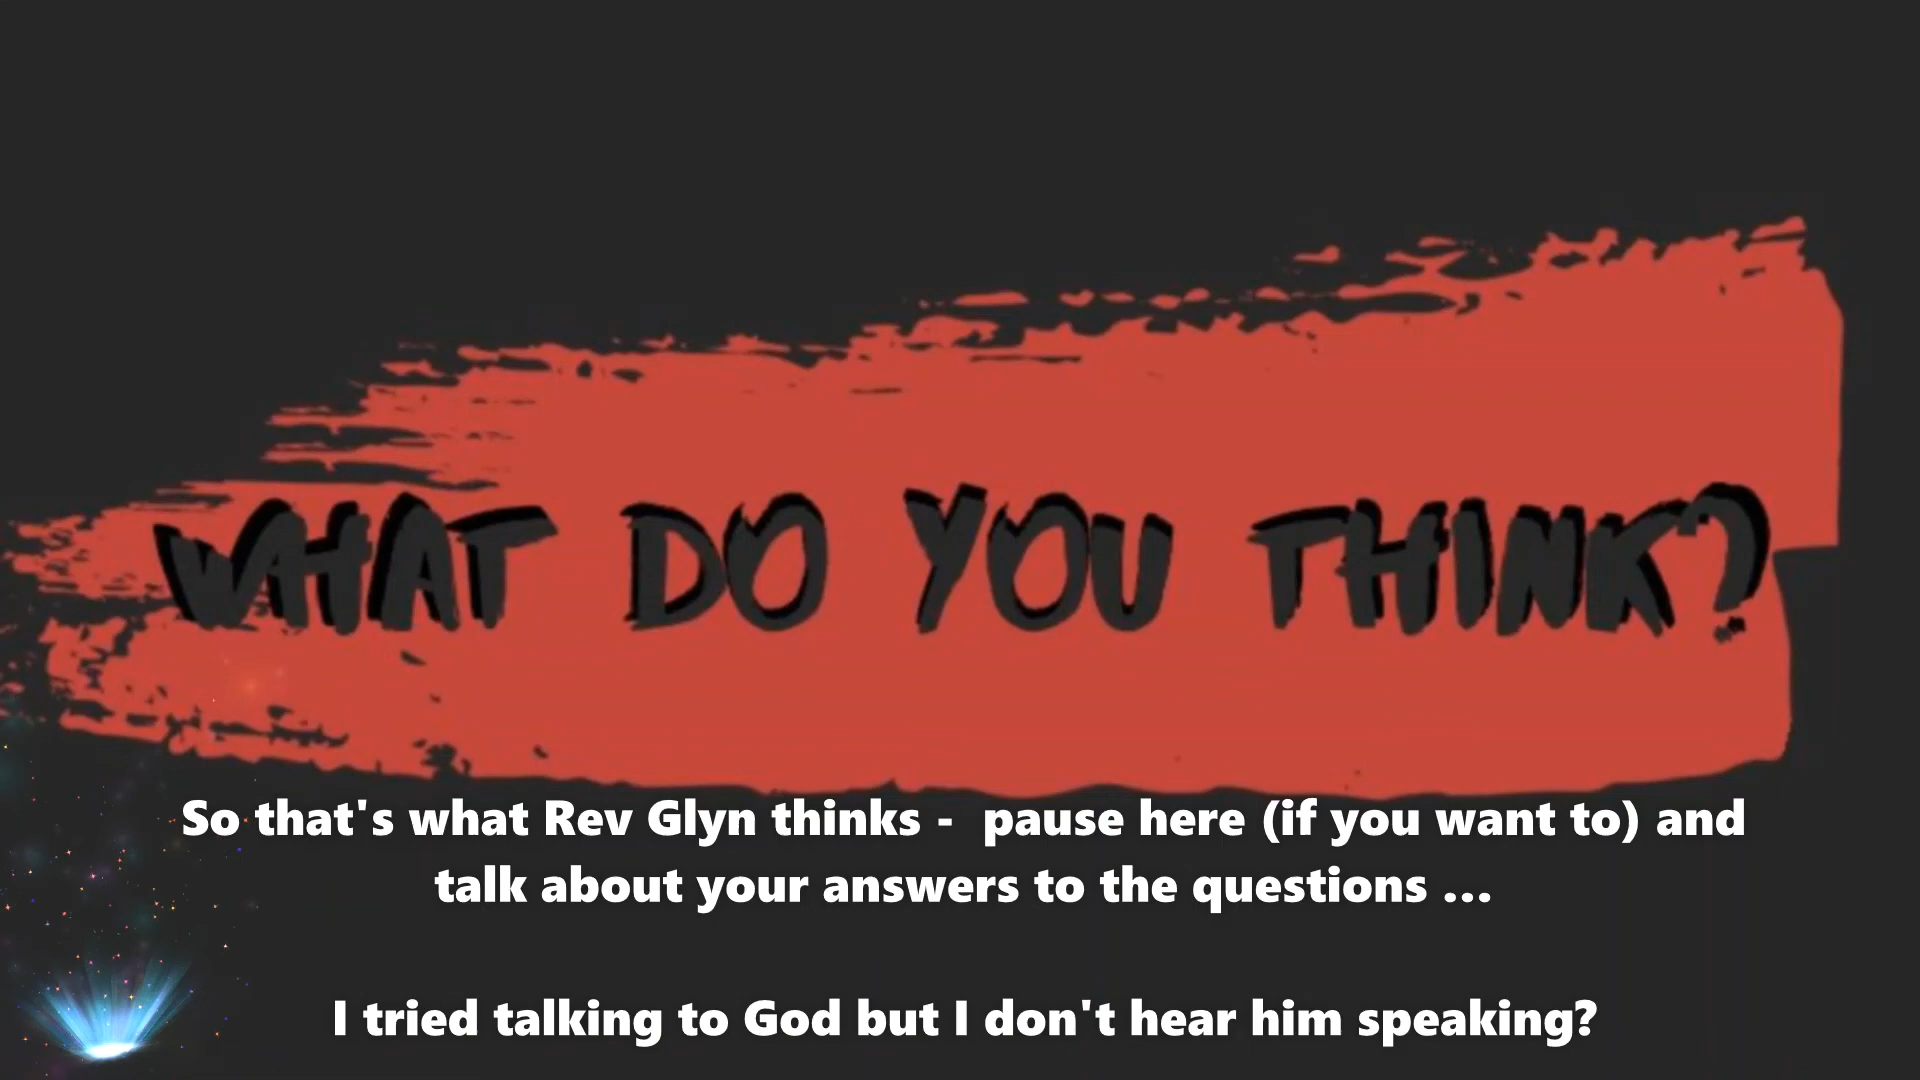 WHAT DO YOU THINK?
So that's what Rev Glyn thinks -  pause here (if you want to) and
talk about your answers to the questions ...
I tried talking to God but I don't hear him speaking?